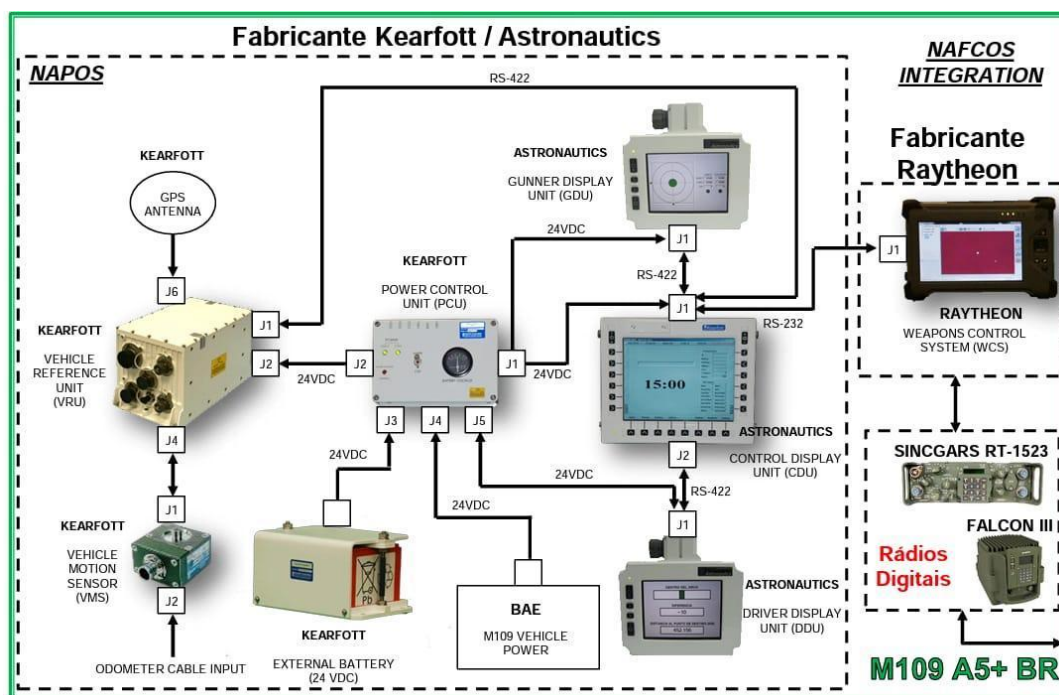 Fabricante Kearfott / Astronautics
NAPOS
RS-422
KEARFOTT
GPS
ANTENNA
J6
KEARFOTT
VEHICLE
REFERENCE
UNIT
(VRU)
J1
J2
J4
24VDC
J1
KEARFOTT
VEHICLE
MOTION
SENSOR
(VMS)
J2
ODOMETER CABLE INPUT
KEARFOTT
POWER CONTROL
UNIT (PCU)
J2
J1
J3
J4
J5
24VDC
24VDC
24VDC
24VDC
24VDC
Pb
KEARFOTT
EXTERNAL BATTERY
(24 VDC)
BAE
M109 VEHICLE
POWER
ASTRONAUTICS
GUNNER DISPLAY
UNIT (GDU)
J1
RS-422
J1
RS-232
15:00
ASTRONAUTICS
CONTROL DISPLAY
UNIT (CDU)
J2
RS-422
J1
ASTRONAUTICS
DRIVER DISPLAY
UNIT (DDU)
NAFCOS
INTEGRATION
Fabricante
Raytheon
J1
RAYTHEON
WEAPONS CONTROL
SYSTEM (WCS)
SINCGARS RT-1523
FALCON III
Rádios
Digitais
M109 A5+ BR